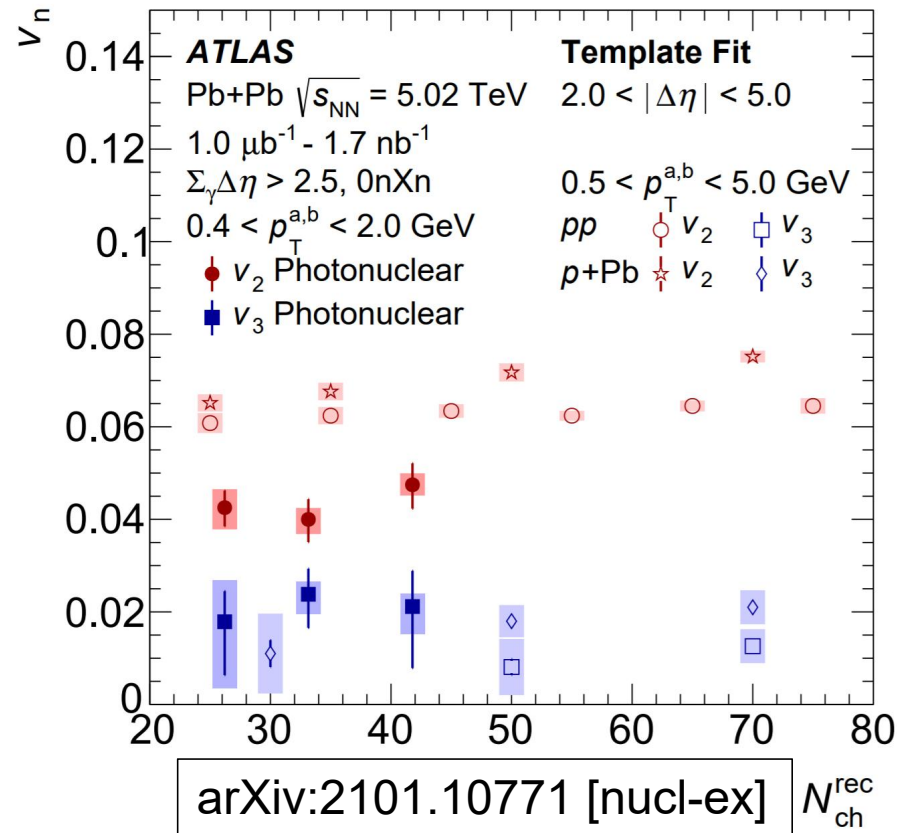 v_n
ATLAS
Pb+Pb √s_NN = 5.02 TeV
1.0 μb⁻¹ - 1.7 nb⁻¹
Σ_γΔη > 2.5, 0nXn
0.4 < p_T^{a,b} < 2.0 GeV
v_2 Photonuclear
v_3 Photonuclear
Template Fit
2.0 < |Δη| < 5.0
0.5 < p_T^{a,b} < 5.0 GeV
pp v_2 v_3
p+Pb v_2 v_3
0.14
0.12
0.1
0.08
0.06
0.04
0.02
0
20 30 40 50 60 70 80
arXiv:2101.10771 [nucl-ex] N_ch^rec